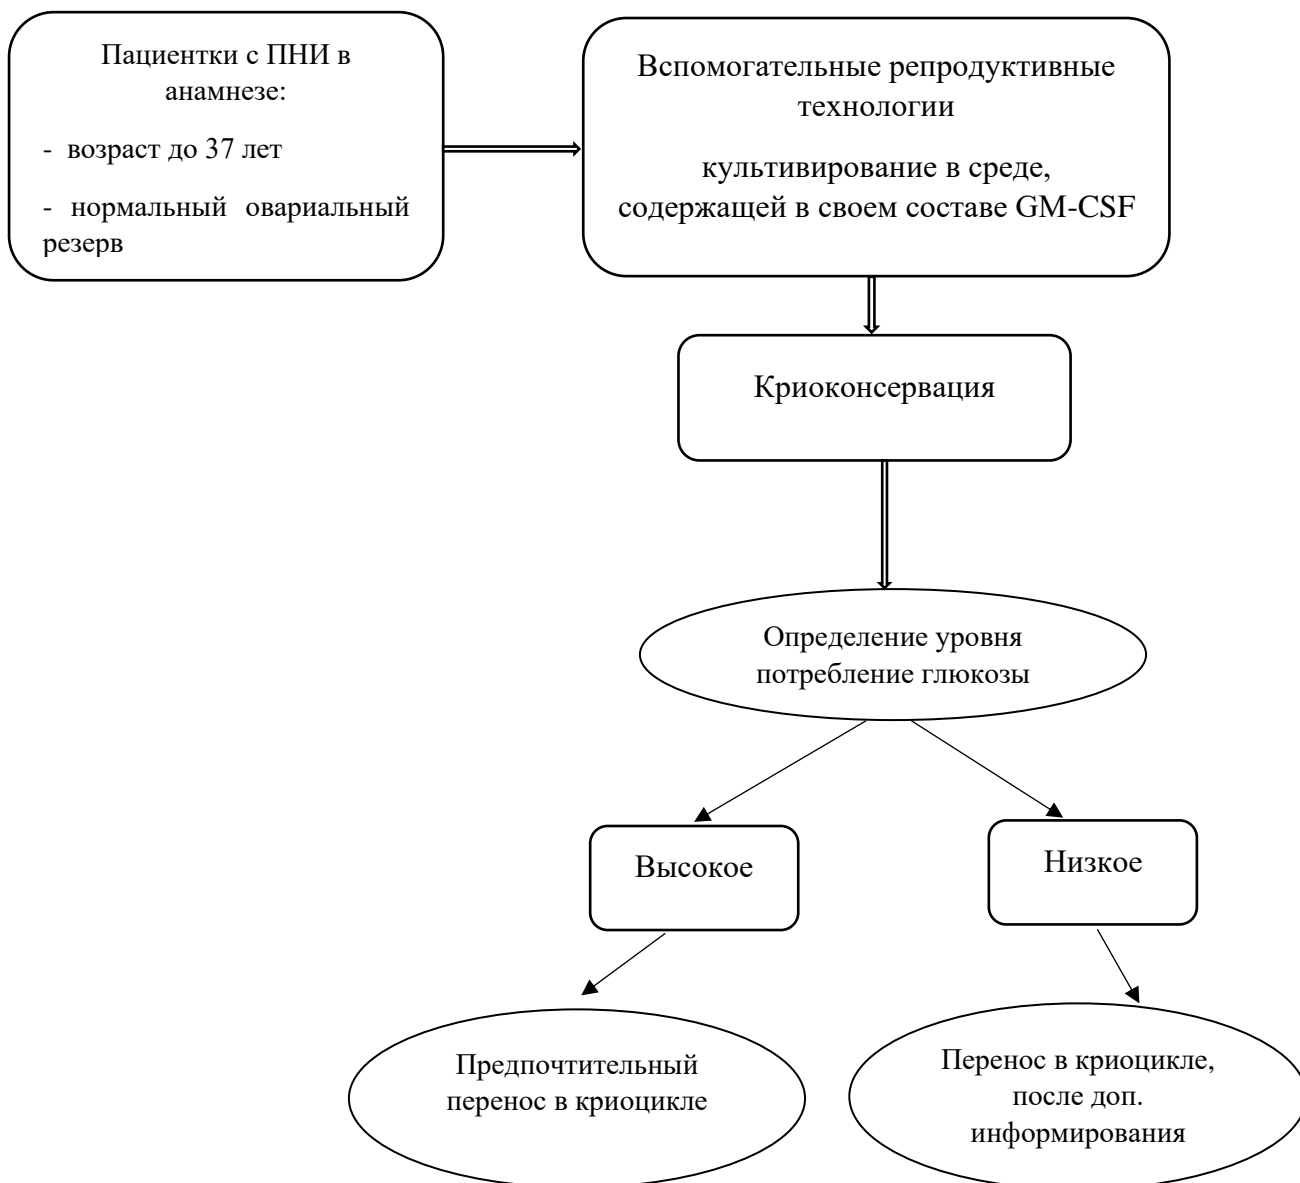 Пациентки с ПНИ в
анамнезе:
- возраст до 37 лет
- нормальный овариальный
резерв
Вспомогательные репродуктивные
технологии
культивирование в среде,
содержащей в своем составе GM-CSF
Криоконсервация
Определение уровня
потребление глюкозы
Высокое
Низкое
Предпочтительный
перенос в криоцикле
Перенос в криоцикле,
после доп.
информирования